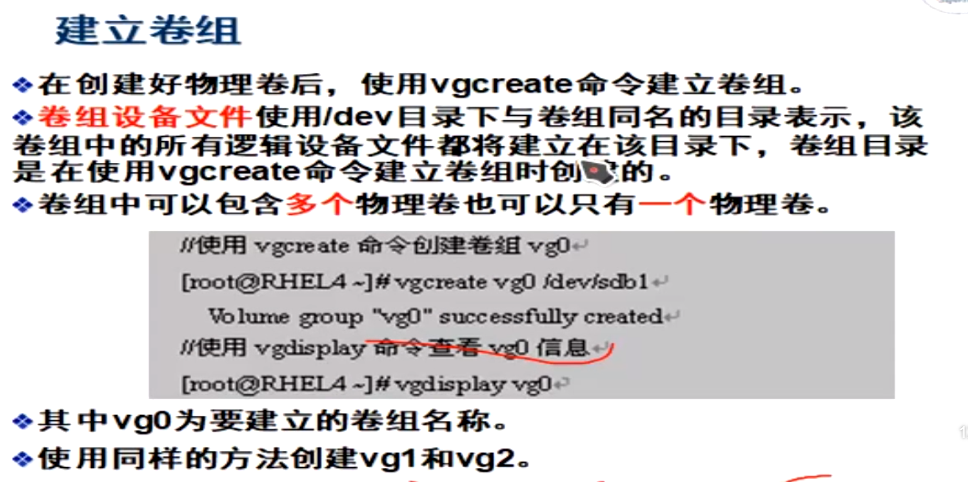 建立卷组
在创建好物理卷后，使用vgcreate命令建立卷组。
卷组设备文件使用/dev目录下与卷组同名的目录表示，该
卷组中的所有逻辑设备文件都将建立在该目录下，卷组目录
是在使用vgcreate命令建立卷组时创的。
卷组中可以包含多个物理卷也可以只有一个物理卷。
//使用 vgcreate 命令创建卷组 vg0
[root@RHEL4 ~]# vgcreate vg0 /dev/sdb1
Volume group "vg0" successfully created
//使用 vgdisplay 命令查看 vg0 信息
[root@RHEL4 ~]# vgdisplay vg0
其中vg0为要建立的卷组名称。
使用同样的方法创建vg1和vg2。